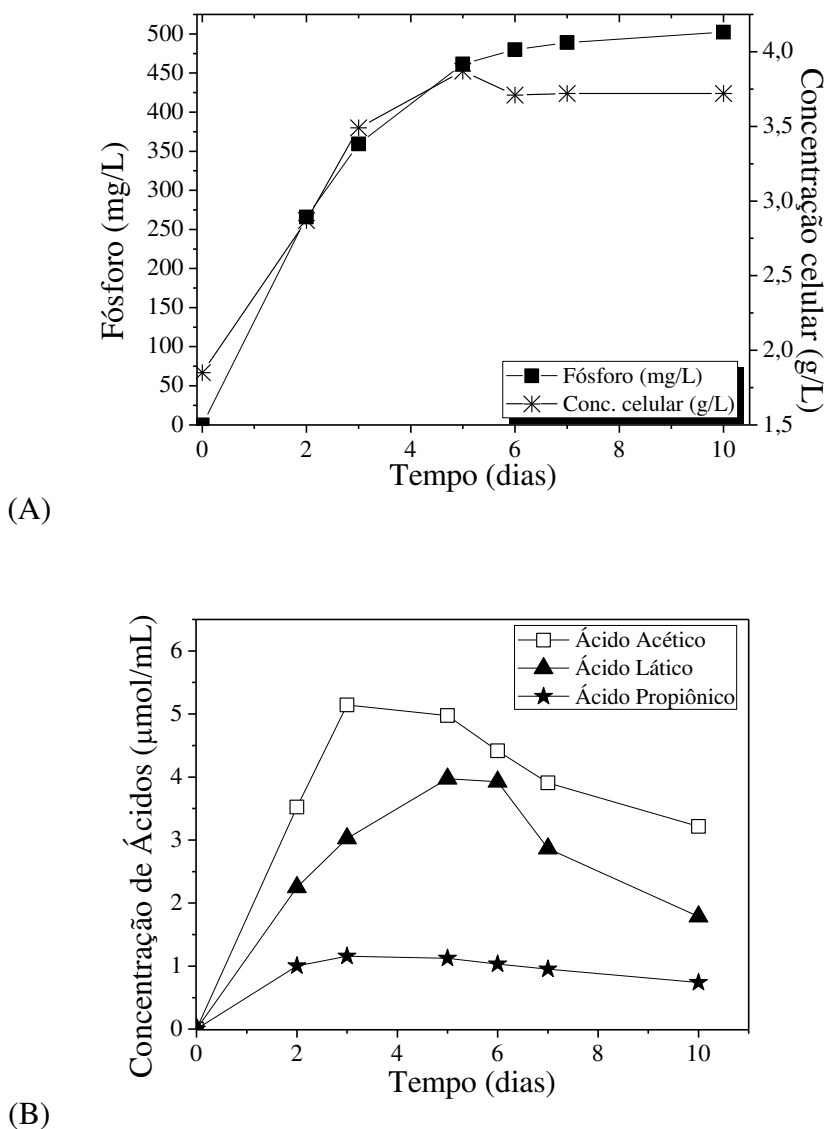 500
450
400
350
300
250
200
150
100
50
0
Fósforo (mg/L)
4,0
3,5
3,0
2,5
2,0
1,5
Concentração celular (g/L)
Fósforo (mg/L)
Conc. celular (g/L)
0 2 4 6 8 10
Tempo (dias)
(A)
6
5
4
3
2
1
0
Concentração de Ácidos (µmol/mL)
Ácido Acético
Ácido Lático
Ácido Propiônico
0 2 4 6 8 10
Tempo (dias)
(B)